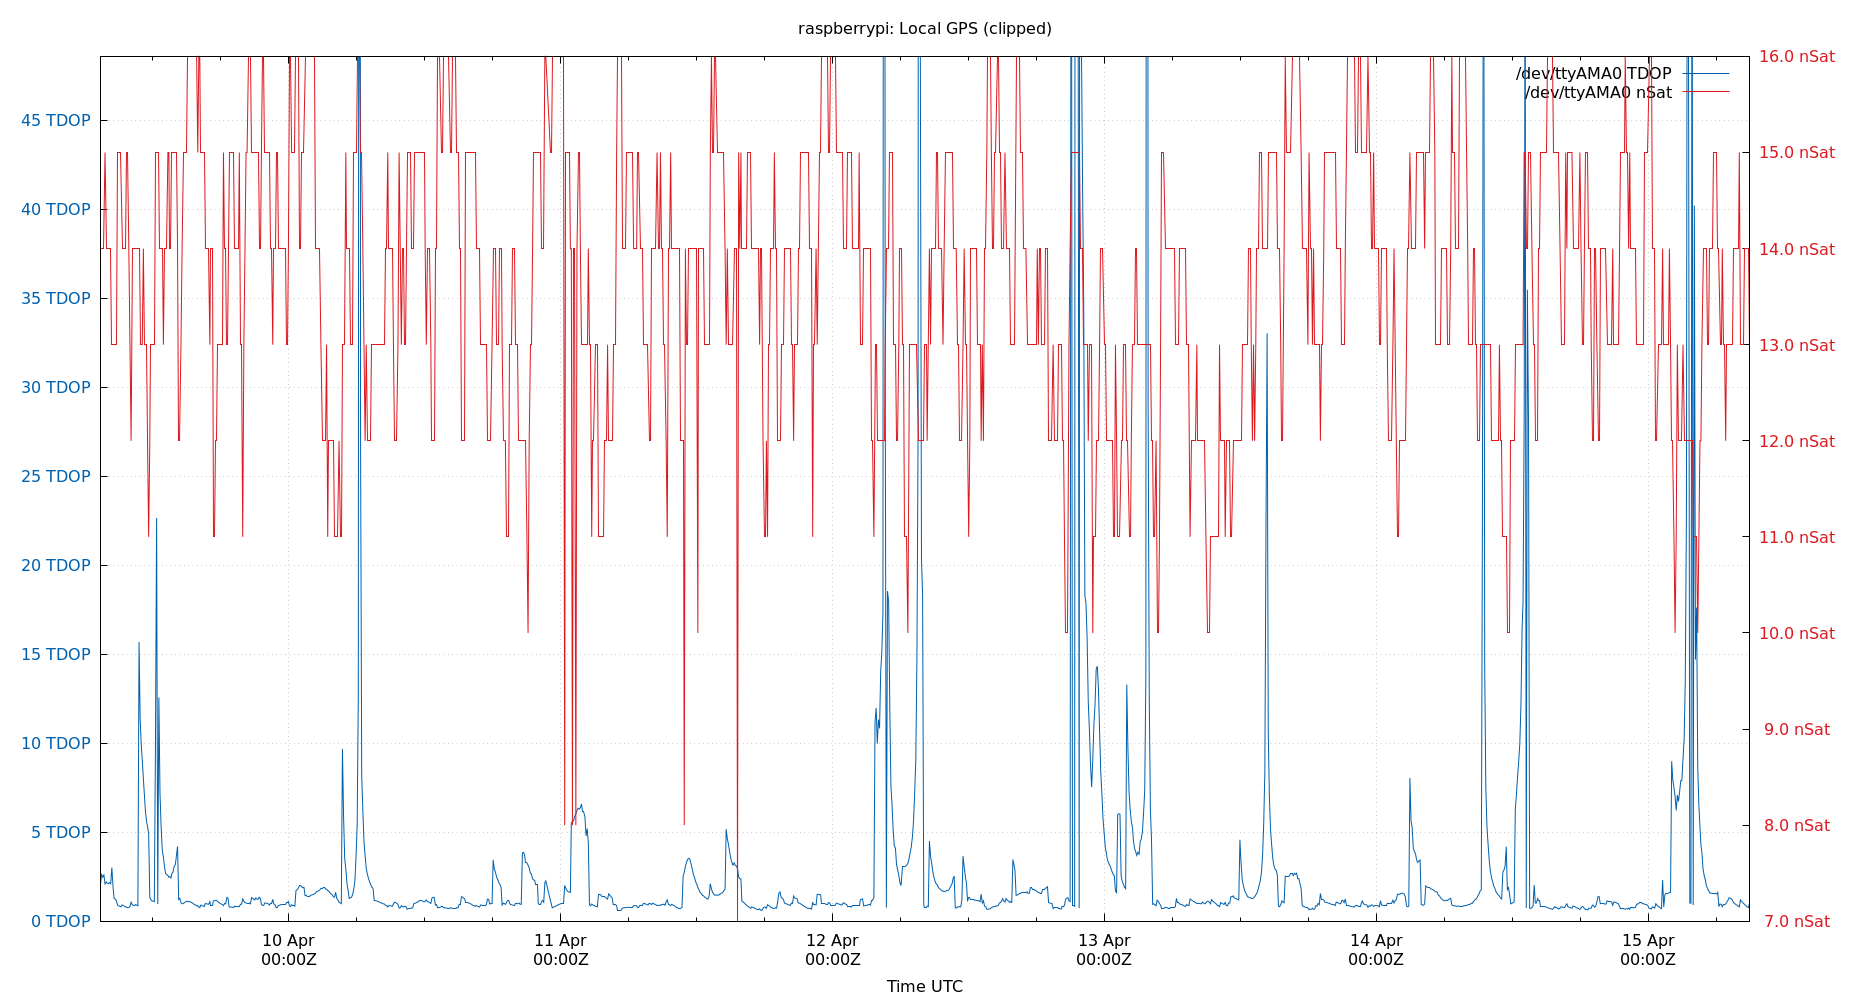 raspberrypi: Local GPS (clipped)
/dev/ttyAMA0 TDOP
/dev/ttyAMA0 nSat
45 TDOP
40 TDOP
35 TDOP
30 TDOP
25 TDOP
20 TDOP
15 TDOP
10 TDOP
5 TDOP
0 TDOP
16.0 nSat
15.0 nSat
14.0 nSat
13.0 nSat
12.0 nSat
11.0 nSat
10.0 nSat
9.0 nSat
8.0 nSat
7.0 nSat
10 Apr
00:00Z
11 Apr
00:00Z
12 Apr
00:00Z
13 Apr
00:00Z
14 Apr
00:00Z
15 Apr
00:00Z
Time UTC